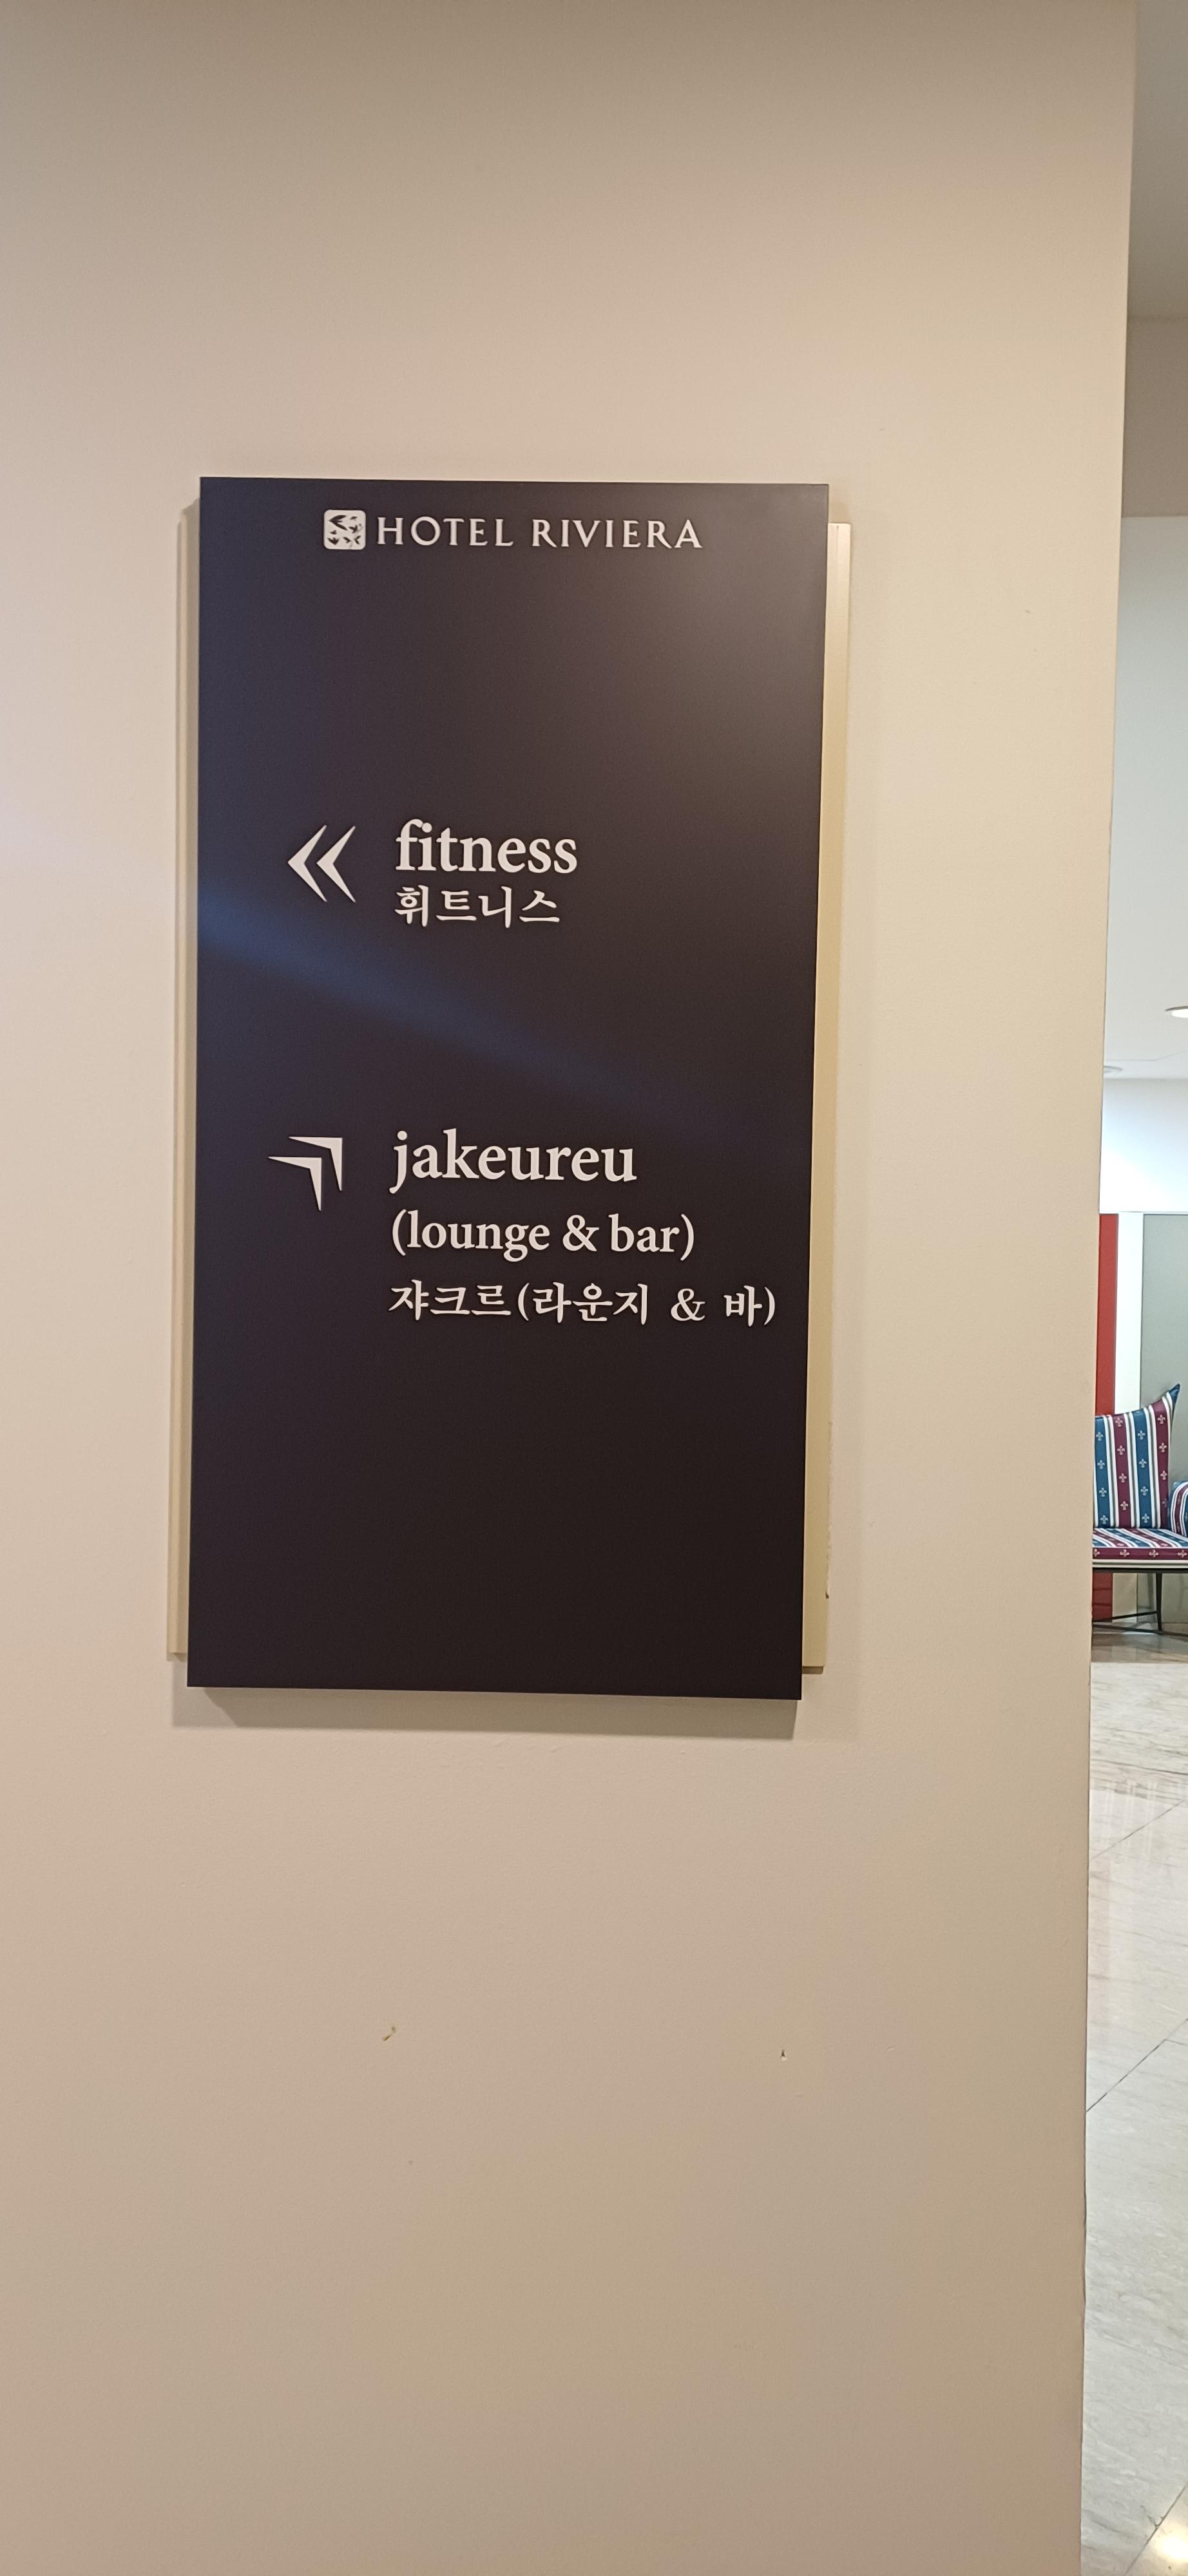 HOTEL RIVIERA
fitness
휘트니스
jakeureu
(lounge & bar)
쟈크르(라운지 & 바)